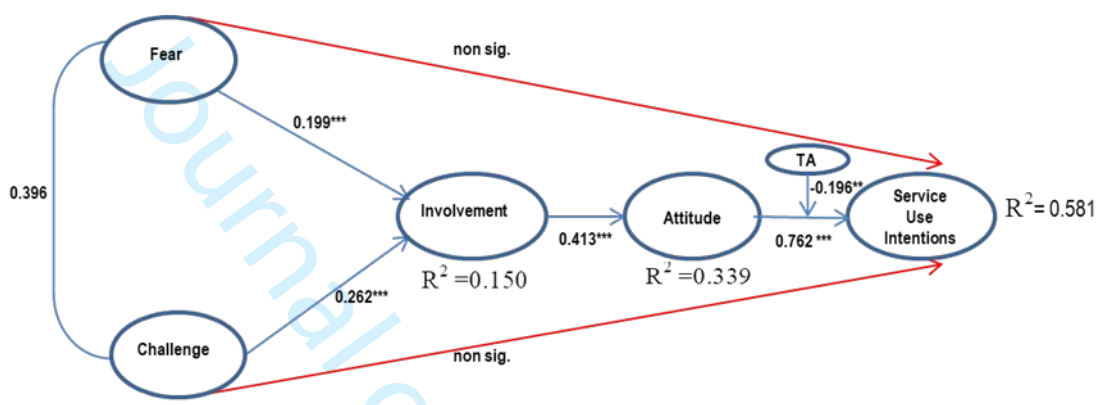 Fear
non sig.
0.199***
0.396
TA
-0.196**
Involvement
Attitude
Service
Use
Intentions
R² = 0.581
0.413***
0.762 ***
R² =0.150
R² =0.339
0.262***
Challenge
non sig.
Journal